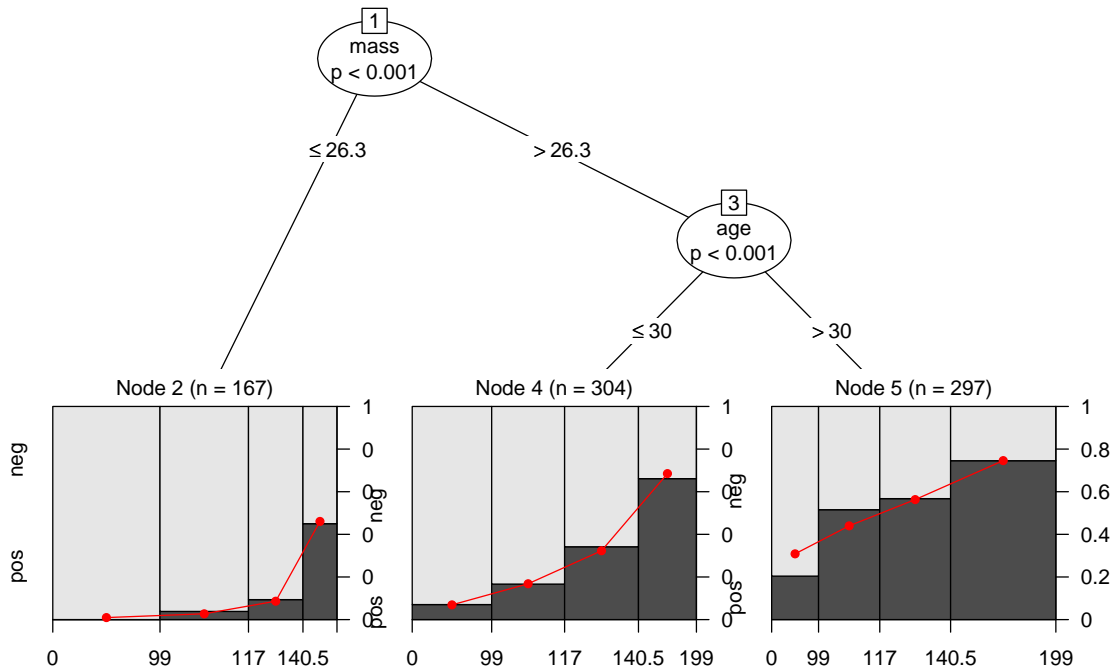 1
mass
p < 0.001
≤ 26.3
> 26.3
3
age
p < 0.001
≤ 30
> 30
Node 2 (n = 167)
neg
pos
1
0
0
0
0
0
0 99 117 140.5
Node 4 (n = 304)
neg
pos
1
0
0
0
0
0
0 99 117 140.5 199
Node 5 (n = 297)
neg
pos
1
0.8
0.6
0.4
0.2
0
0 99 117 140.5 199